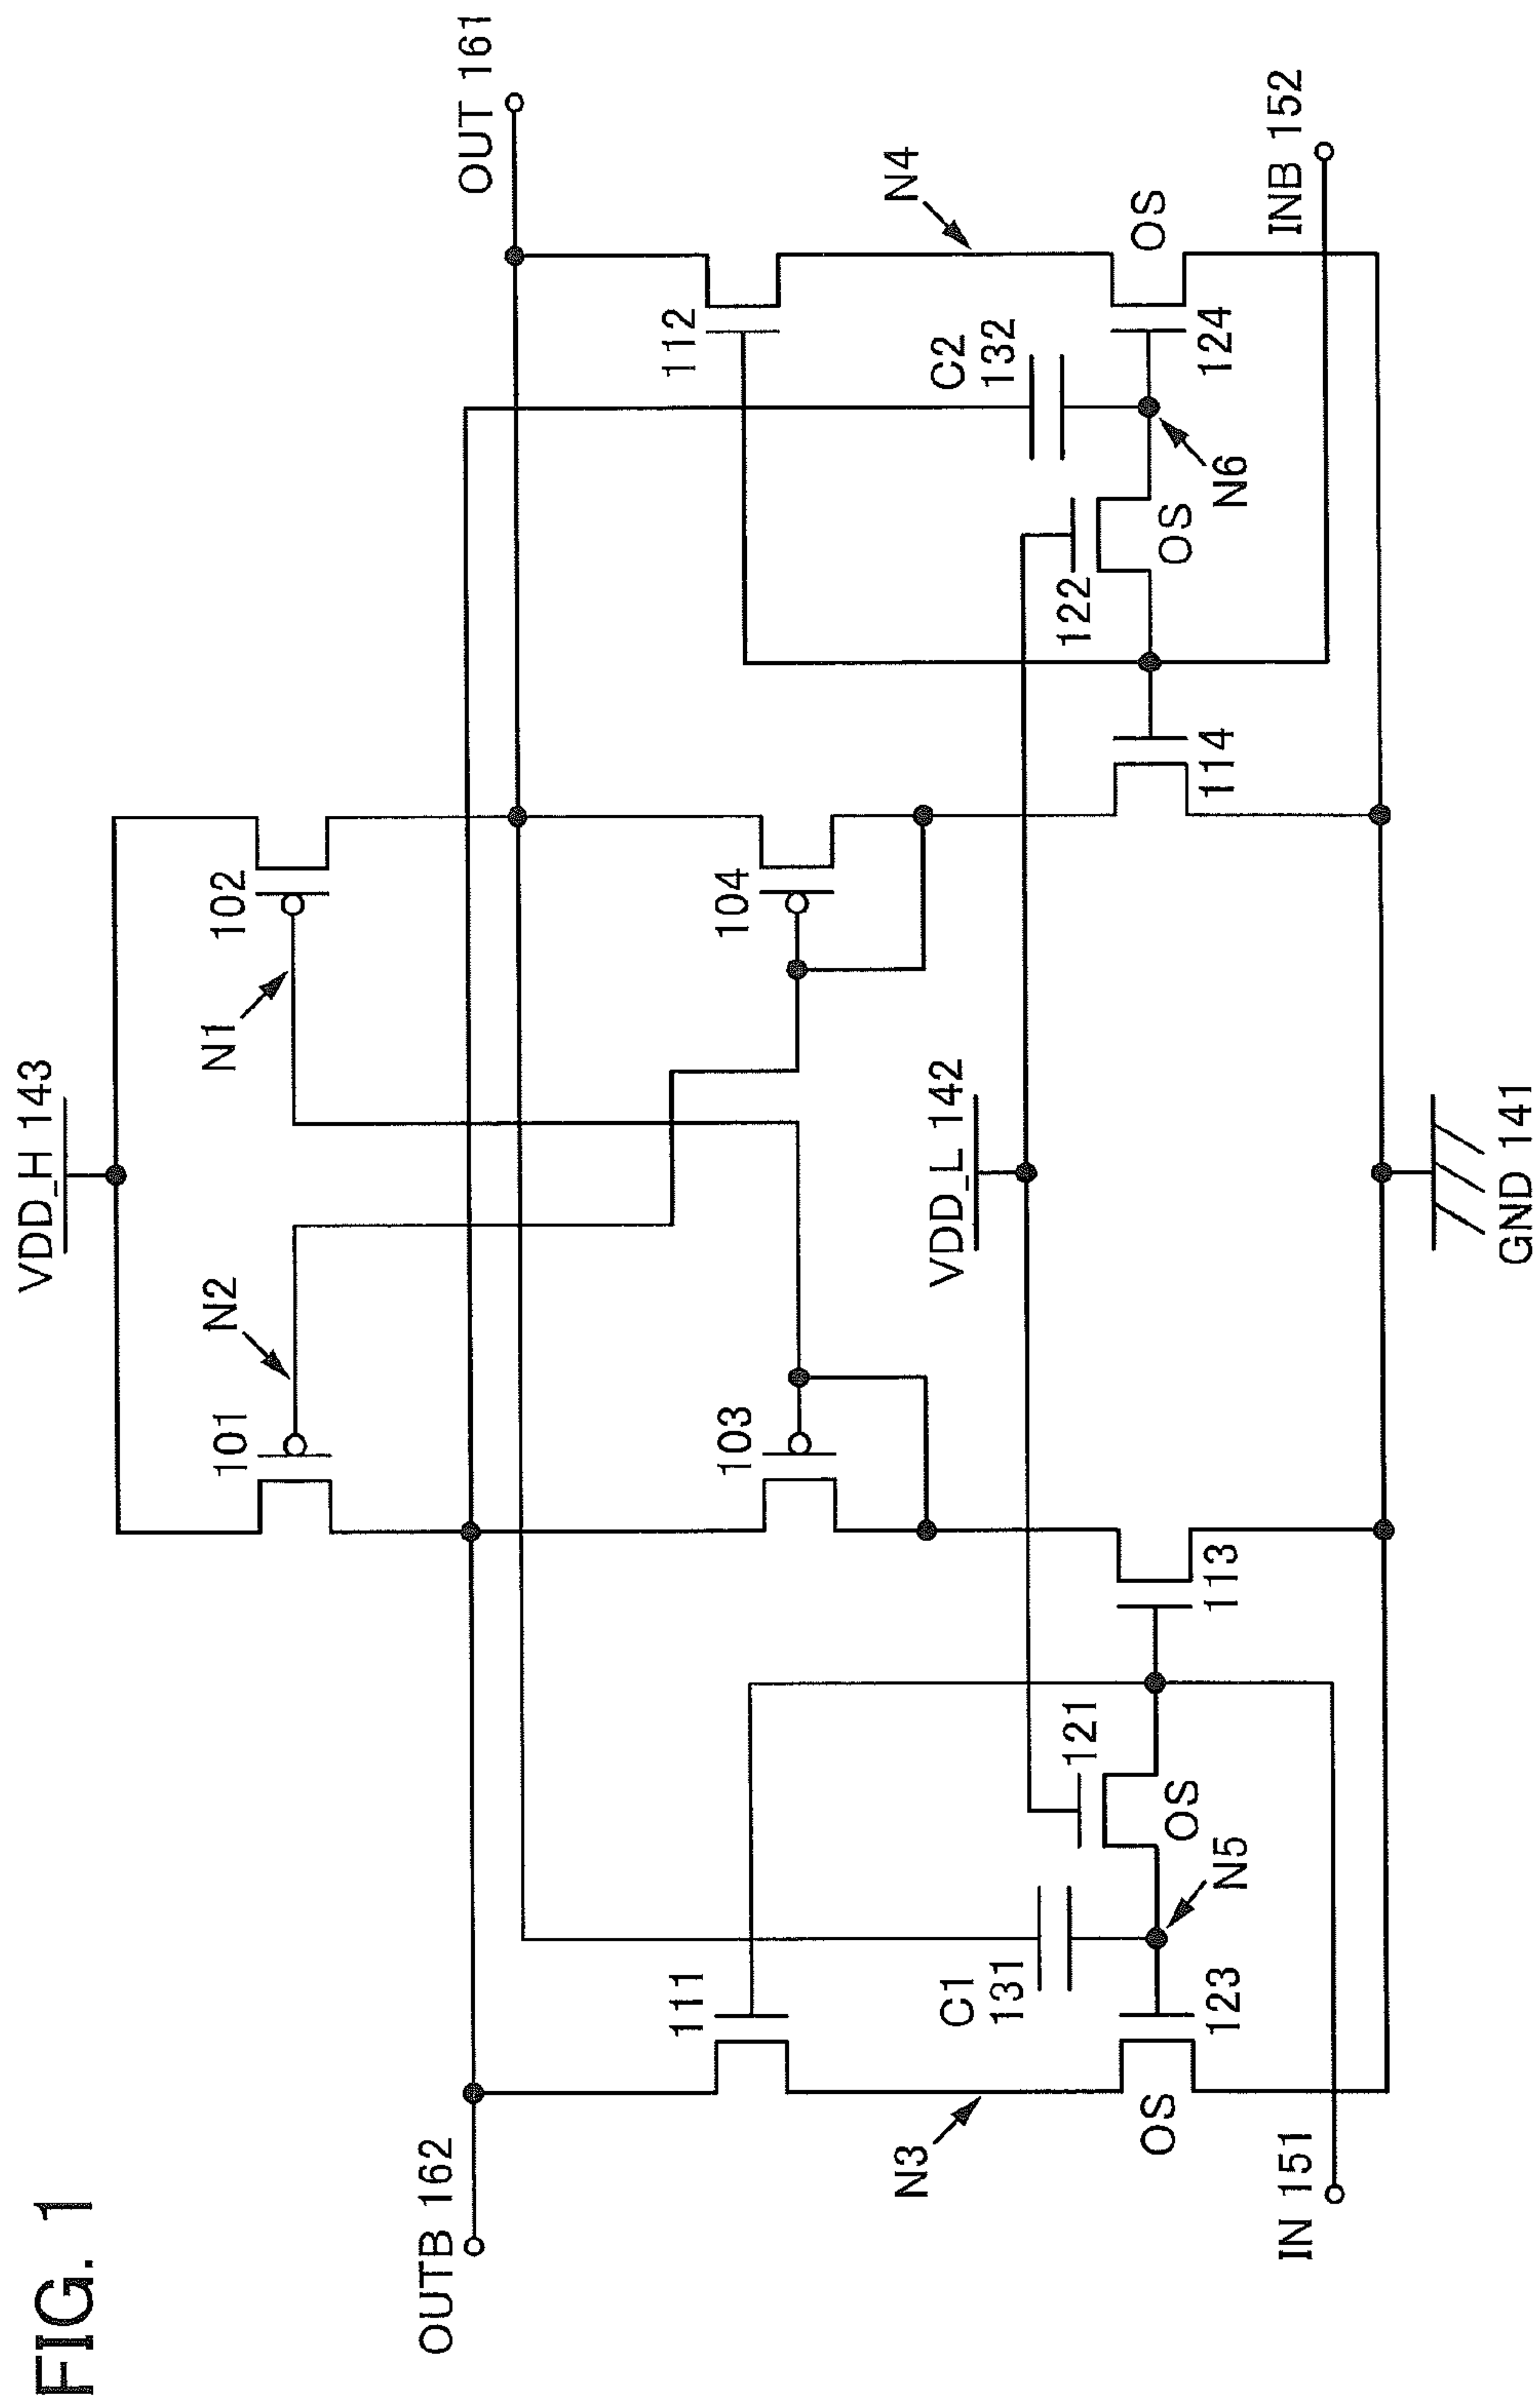 FIG. 1
VDD_H 143
N2
N1
101
102
OUTB 162
OUT 161
111
103
104
112
N3
C1
131
VDD_L 142
C2
132
N4
121
122
OS
123
OS
N5
113
114
OS
N6
124
OS
IN 151
INB 152
GND 141